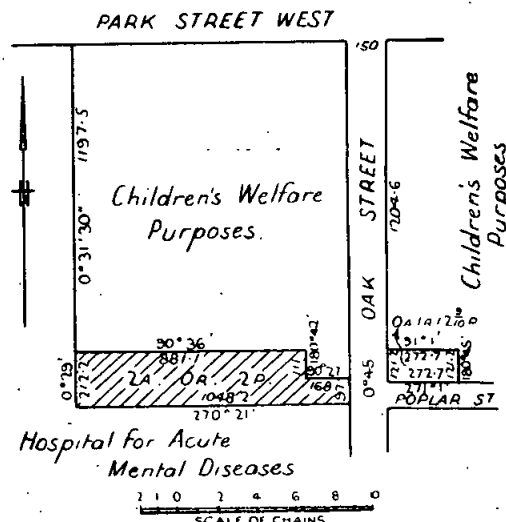 PARK STREET WEST
150
1197·5
0°31'30"
Children's Welfare
Purposes.
OAK STREET
1204·6
Children's Welfare
Purposes
90°36'
881·1
180°42'
0A 1R 12 9/10 P
91°1'
272·7
272·7
271°1'
180°45'
0°29'
272·2
2A. 0R. 2P.
90°21'
168
97
1048·2
270°21'
0°45'
POPLAR ST
Hospital for Acute
Mental Diseases
2 1 0 2 4 6 8 10
SCALE OF CHAINS